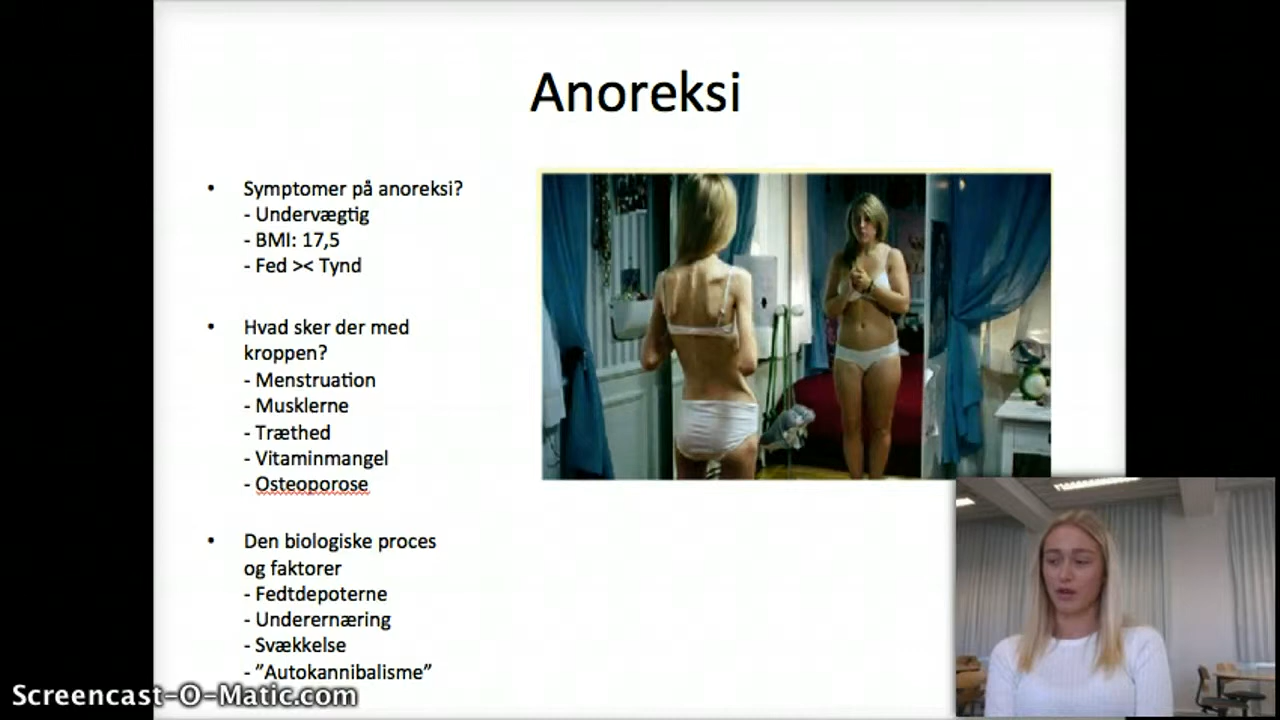 Anoreksi
• Symptomer på anoreksi?
- Undervægtig
- BMI: 17,5
- Fed >< Tynd
• Hvad sker der med
kroppen?
- Menstruation
- Musklerne
- Træthed
- Vitaminmangel
- Osteoporose
• Den biologiske proces
og faktorer
- Fedtdepoterne
- Underernæring
- Svækkelse
- ”Autokannibalisme”
Screencast-O-Matic.com